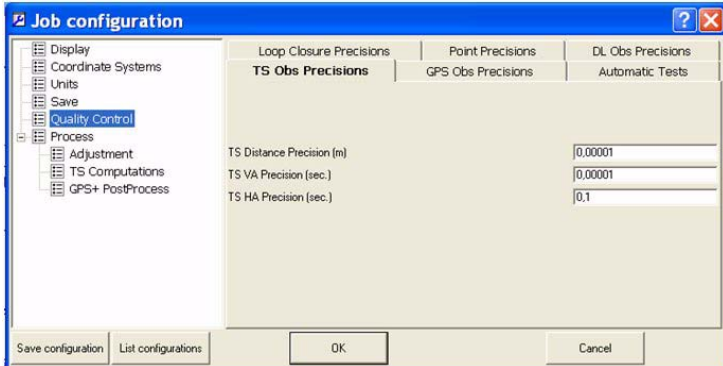 Job configuration
Display
Coordinate Systems
Units
Save
Quality Control
Process
Adjustment
TS Computations
GPS+ PostProcess
Loop Closure Precisions Point Precisions DL Obs Precisions
TS Obs Precisions GPS Obs Precisions Automatic Tests
TS Distance Precision (m) 0,00001
TS VA Precision (sec.) 0,00001
TS HA Precision (sec.) 0,1
Save configuration List configurations OK Cancel